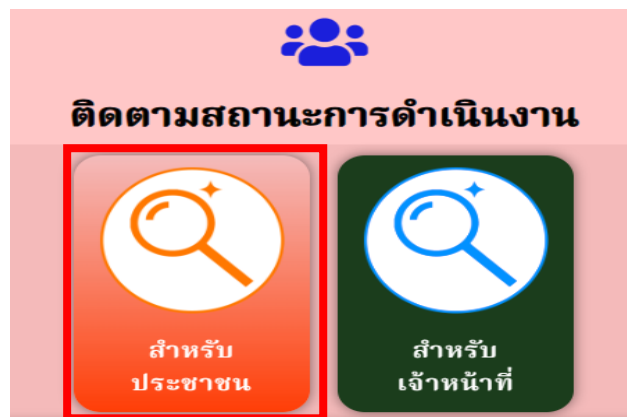 ติดตามสถานะการดำเนินงาน
สำหรับ
ประชาชน
สำหรับ
เจ้าหน้าที่